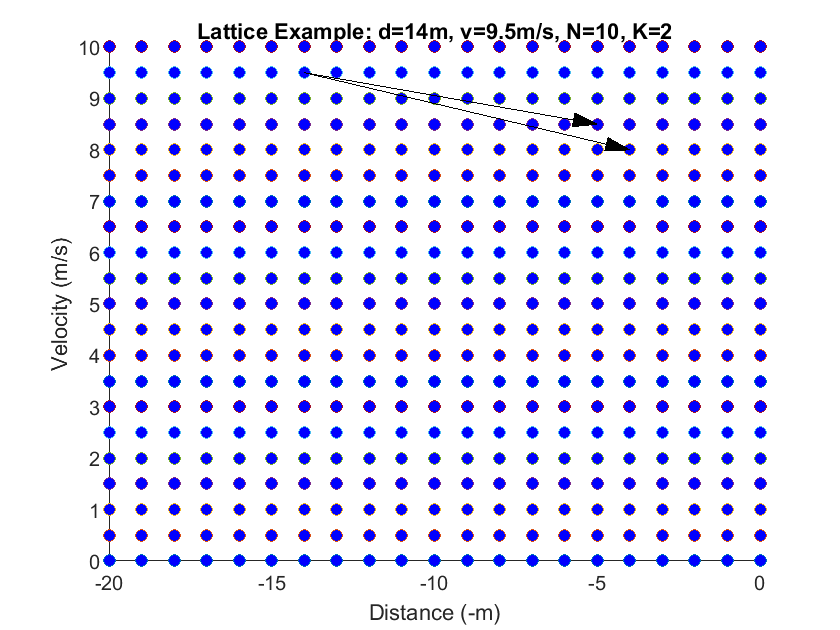 Lattice Example: d=14m, v=9.5m/s, N=10, K=2
10
9
8
7
6
5
4
3
2
1
0
-20 -15 -10 -5 0
Velocity (m/s)
Distance (-m)